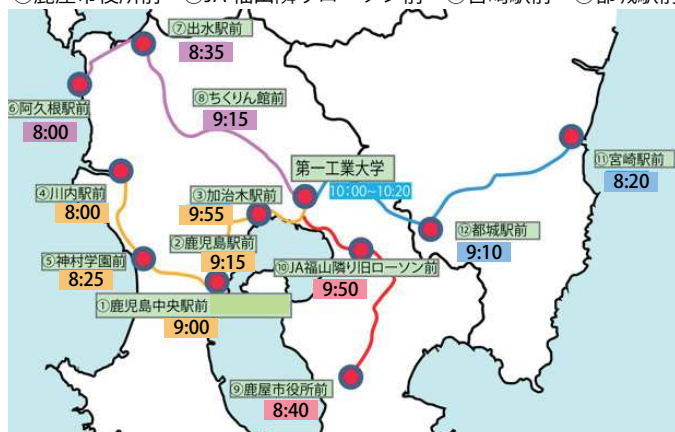 ⑦出水駅前
8:35
⑥阿久根駅前
8:00
⑧ちくりん館前
9:15
第一工業大学
10:00~10:20
⑪宮崎駅前
8:20
④川内駅前
8:00
③加治木駅前
9:55
②鹿児島駅前
9:15
⑫都城駅前
9:10
⑤神村学園前
8:25
⑩JA福山隣り旧ローソン前
9:50
①鹿児島中央駅前
9:00
⑨鹿屋市役所前
8:40